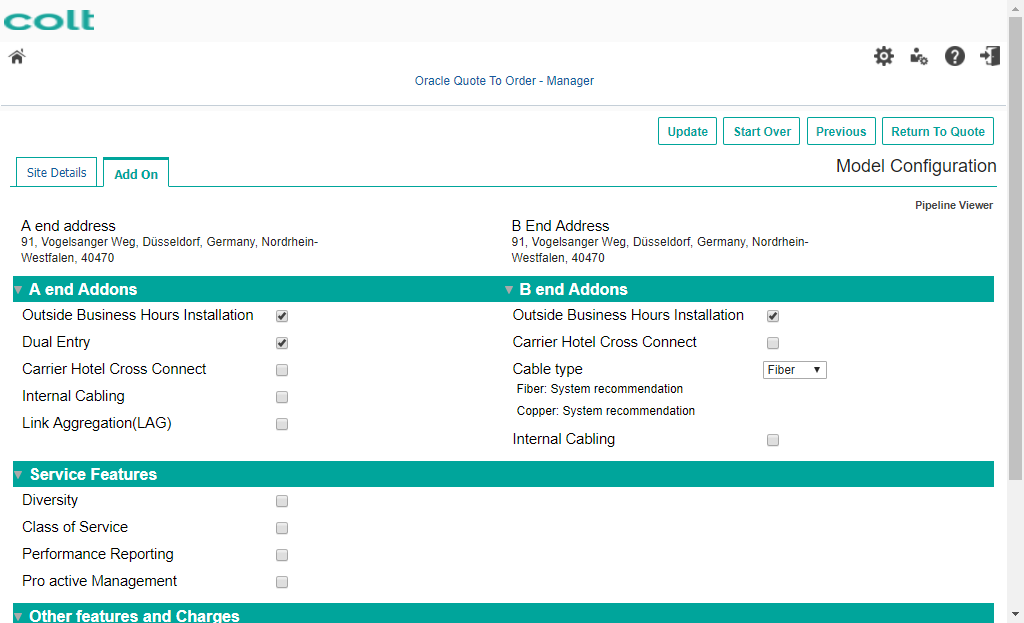 colt
Oracle Quote To Order - Manager
Update
Start Over
Previous
Return To Quote
Site Details
Add On
Model Configuration
Pipeline Viewer
A end address
91, Vogelsanger Weg, Düsseldorf, Germany, Nordrhein-
Westfalen, 40470
B End Address
91, Vogelsanger Weg, Düsseldorf, Germany, Nordrhein-
Westfalen, 40470
A end Addons
Outside Business Hours Installation
Dual Entry
Carrier Hotel Cross Connect
Internal Cabling
Link Aggregation(LAG)
B end Addons
Outside Business Hours Installation
Carrier Hotel Cross Connect
Cable type
Fiber
Fiber: System recommendation
Copper: System recommendation
Internal Cabling
Service Features
Diversity
Class of Service
Performance Reporting
Pro active Management
Other features and Charges